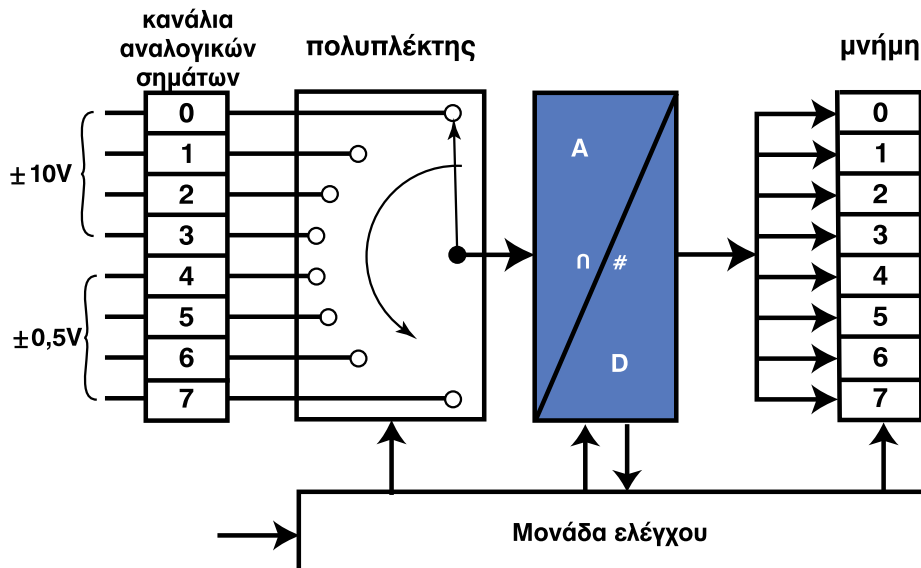 κανάλια
αναλογικών
σημάτων
πολυπλέκτης
μνήμη
±10V
±0,5V
0
1
2
3
4
5
6
7
A
∩ #
D
0
1
2
3
4
5
6
7
Μονάδα ελέγχου